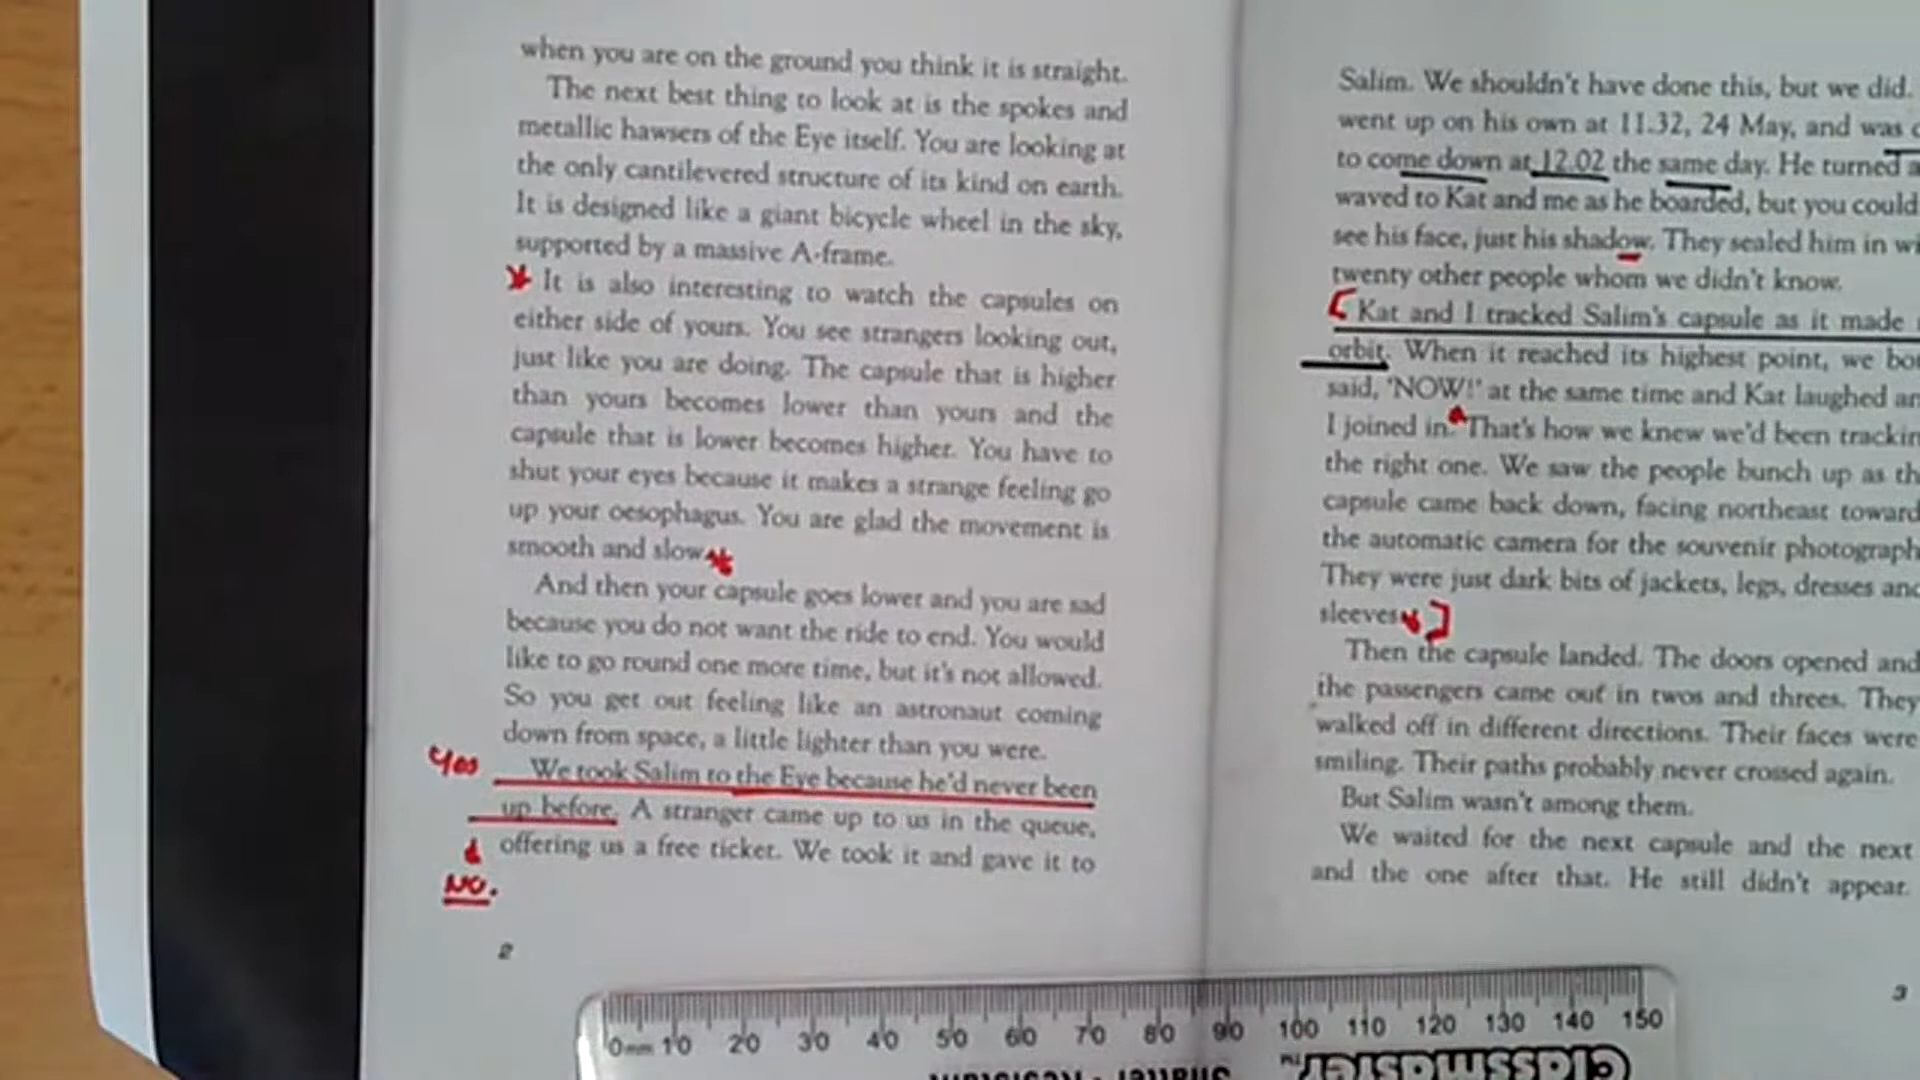 when you are on the ground you think it is straight.
The next best thing to look at is the spokes and
metallic hawsers of the Eye itself. You are looking at
the only cantilevered structure of its kind on earth.
It is designed like a giant bicycle wheel in the sky,
supported by a massive A-frame.
It is also interesting to watch the capsules on
either side of yours. You see strangers looking out,
just like you are doing. The capsule that is higher
than yours becomes lower than yours and the
capsule that is lower becomes higher. You have to
shut your eyes because it makes a strange feeling go
up your oesophagus. You are glad the movement is
smooth and slow
And then your capsule goes lower and you are sad
because you do not want the ride to end. You would
like to go round one more time, but it's not allowed.
So you get out feeling like an astronaut coming
down from space, a little lighter than you were.
Yes We took Salim to the Eye because he'd never been
up before. A stranger came up to us in the queue,
offering us a free ticket. We took it and gave it to
NO.
2
Salim. We shouldn't have done this, but we did.
went up on his own at 11.32, 24 May, and was
to come down at 12.02 the same day. He turned
waved to Kat and me as he boarded, but you could
see his face, just his shadow. They sealed him in
twenty other people whom we didn't know.
[Kat and I tracked Salim's capsule as it made
orbit. When it reached its highest point, we
said, 'NOW!' at the same time and Kat laughed
I joined in. That's how we knew we'd been
the right one. We saw the people bunch up as
capsule came back down, facing northeast
the automatic camera for the souvenir
They were just dark bits of jackets, legs, dresses
sleeves ]
Then the capsule landed. The doors opened and
the passengers came out in twos and threes. They
walked off in different directions. Their faces were
smiling. Their paths probably never crossed again.
But Salim wasn't among them.
We waited for the next capsule and the next
and the one after that. He still didn't appear.
3
0mm 10 20 30 40 50 60 70 80 90 100 110 120 130 140 150
Classmaster™